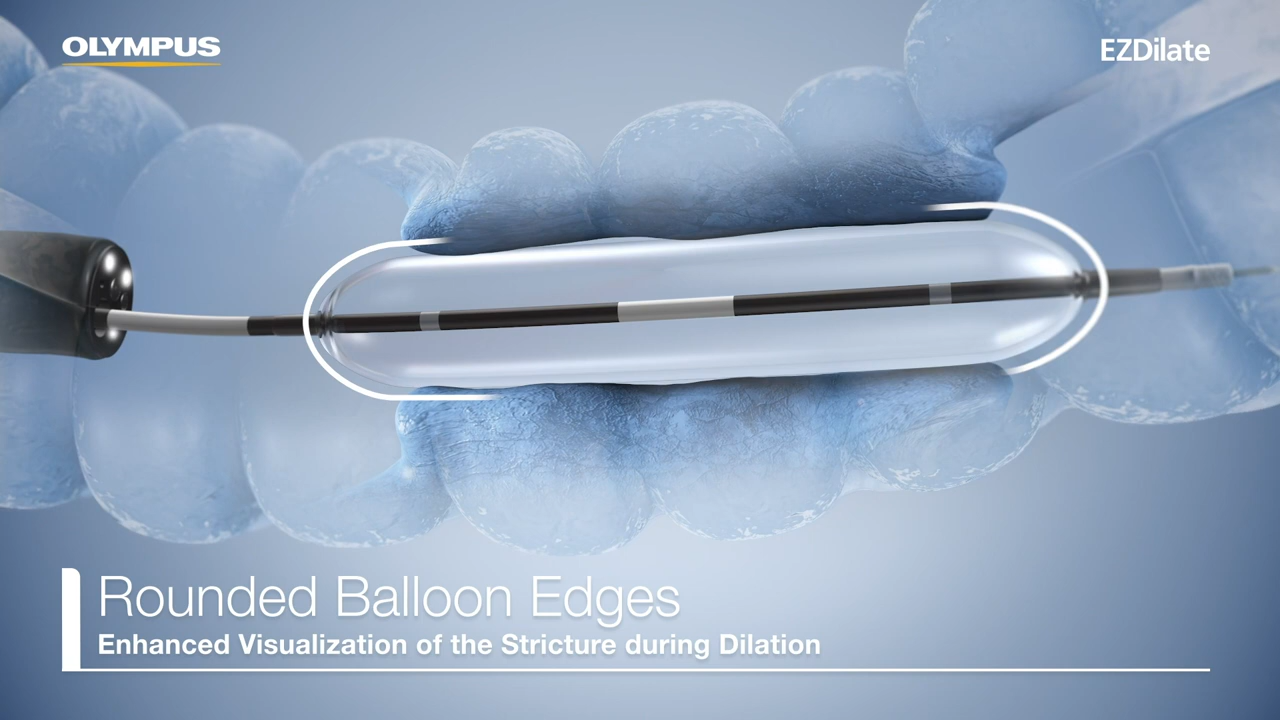 OLYMPUS
EZDilate
Rounded Balloon Edges
Enhanced Visualization of the Stricture during Dilation